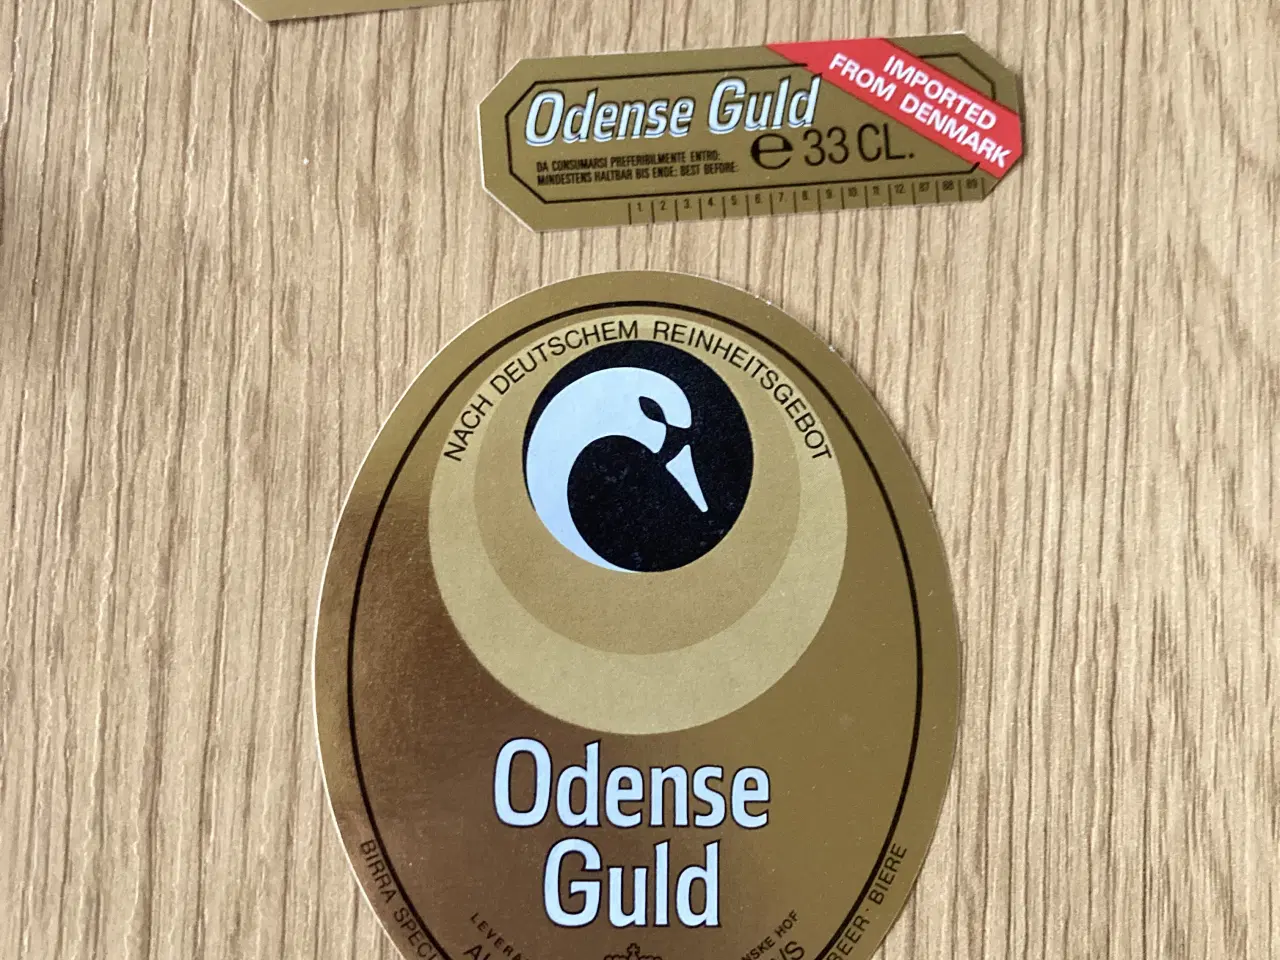 Odense Guld
IMPORTED
FROM DENMARK
DA CONSUMARSI PREFERIBILMENTE ENTRO:
MINDESTENS HALTBAR BIS ENDE: BEST BEFORE:
e 33 CL.
1 2 3 4 5 6 7 8 9 10 11 12 87 88 89
NACH DEUTSCHEM REINHEITSGEBOT
Odense
Guld
BIRRA SPECI
BEER · BIERE